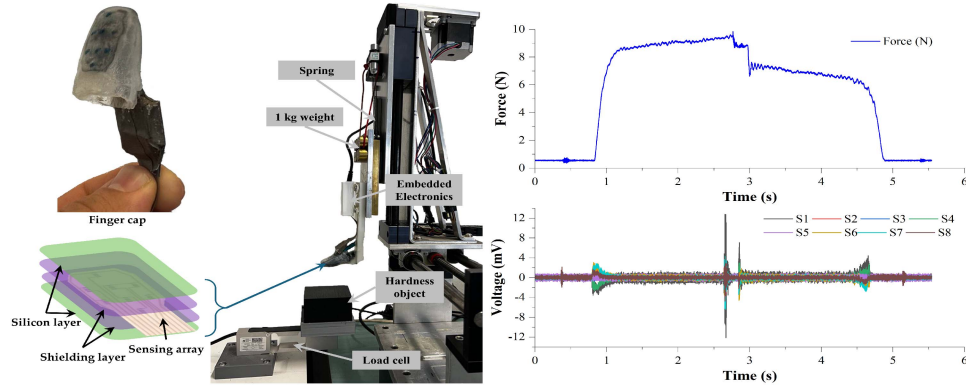 Finger cap
Silicon layer
Shielding layer
Sensing array
Spring
1 kg weight
Embedded
Electronics
Hardness
object
Load cell
Force (N)
10
8
6
4
2
0
Force (N)
0 1 2 3 4 5 6
Time (s)
Voltage (mV)
12
8
4
0
-4
-8
-12
S1 S2 S3 S4
S5 S6 S7 S8
0 1 2 3 4 5 6
Time (s)